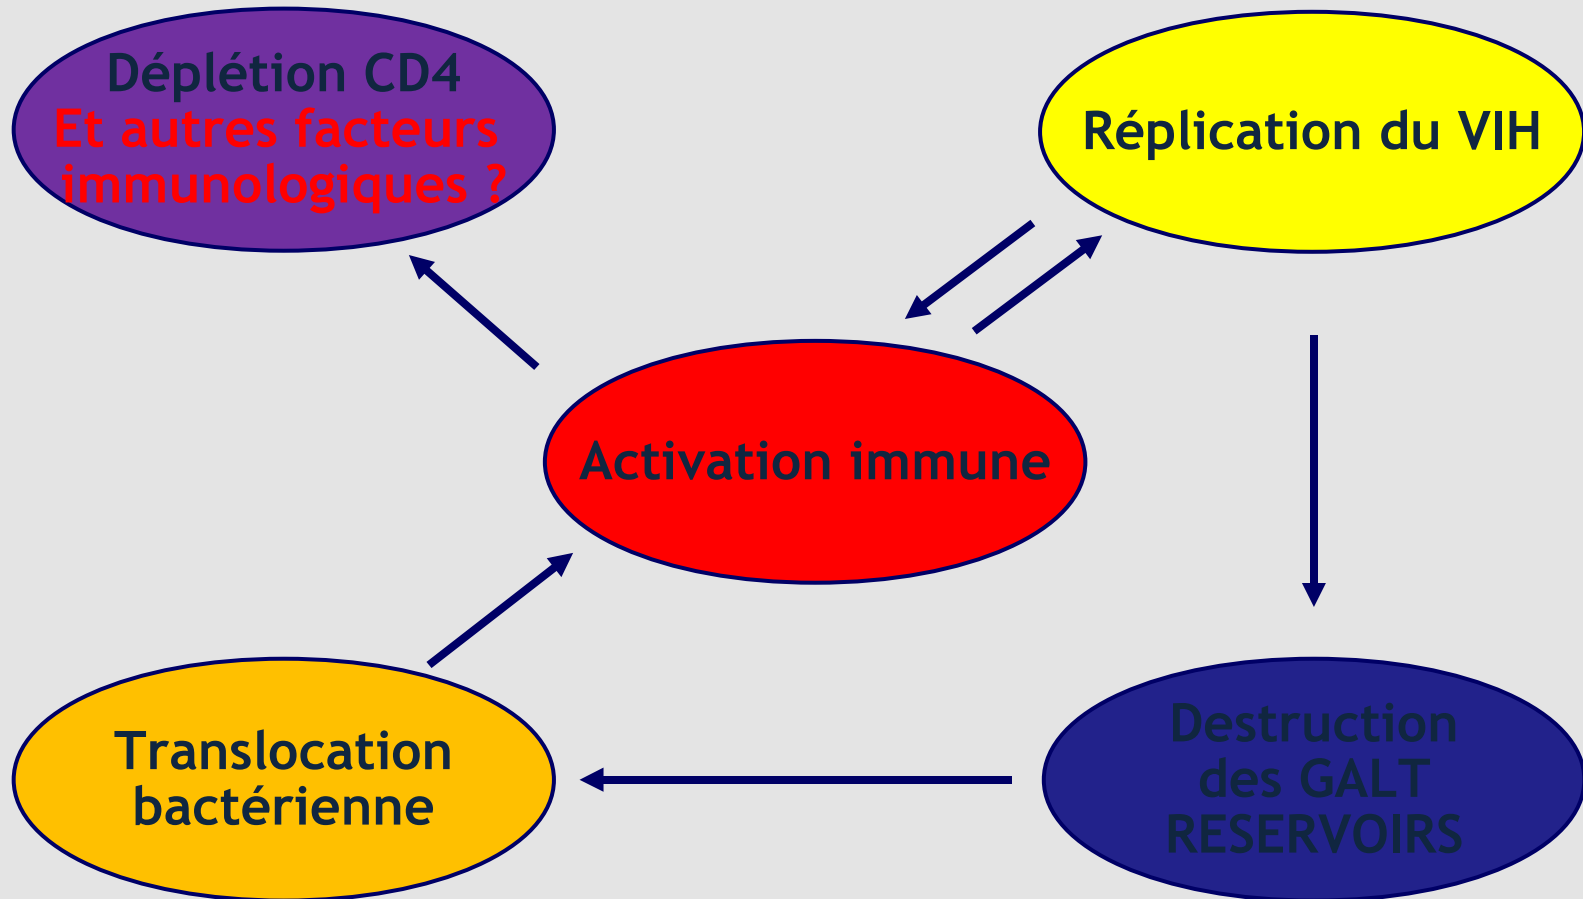 Déplétion CD4
Et autres facteurs
immunologiques ?
Réplication du VIH
Activation immune
Translocation
bactérienne
Destruction
des GALT
RESERVOIRS